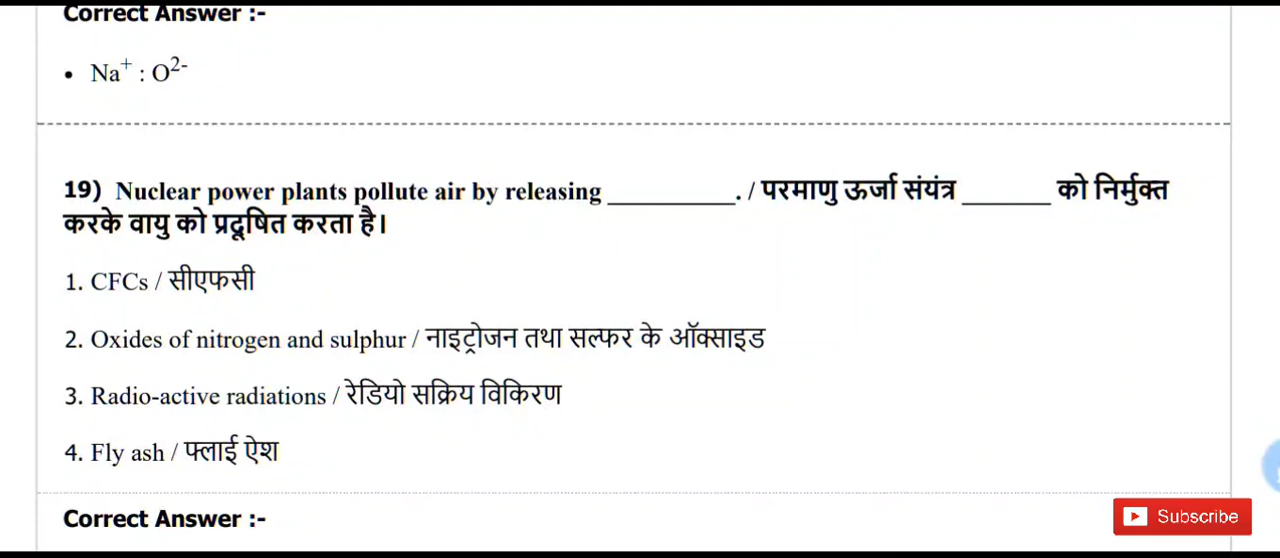 Correct Answer :-
• Na⁺ : O²⁻
19) Nuclear power plants pollute air by releasing __________. / परमाणु ऊर्जा संयंत्र _______ को निर्मुक्त
करके वायु को प्रदूषित करता है।
1. CFCs / सीएफसी
2. Oxides of nitrogen and sulphur / नाइट्रोजन तथा सल्फर के ऑक्साइड
3. Radio-active radiations / रेडियो सक्रिय विकिरण
4. Fly ash / फ्लाई ऐश
Correct Answer :-
Subscribe